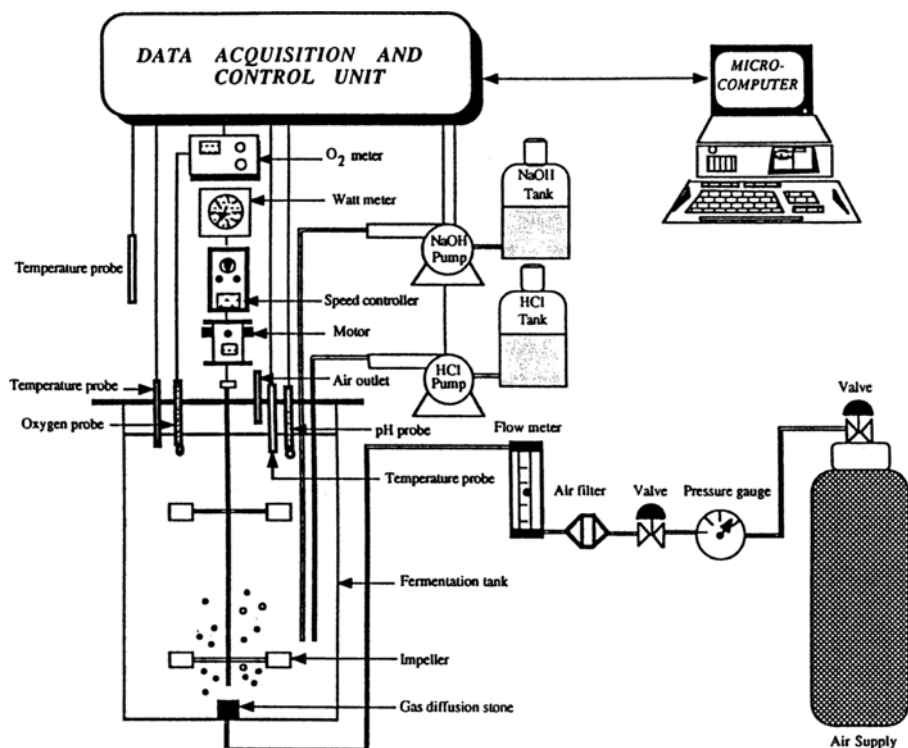 DATA ACQUISITION AND
CONTROL UNIT
MICRO-
COMPUTER
O2 meter
NaOH
Tank
Watt meter
NaOH
Pump
Temperature probe
Speed controller
HCl
Tank
Motor
Temperature probe
Air outlet
HCl
Pump
Valve
Oxygen probe
pH probe
Flow meter
Temperature probe
Air filter
Valve
Pressure gauge
Fermentation tank
Impeller
Gas diffusion stone
Air Supply